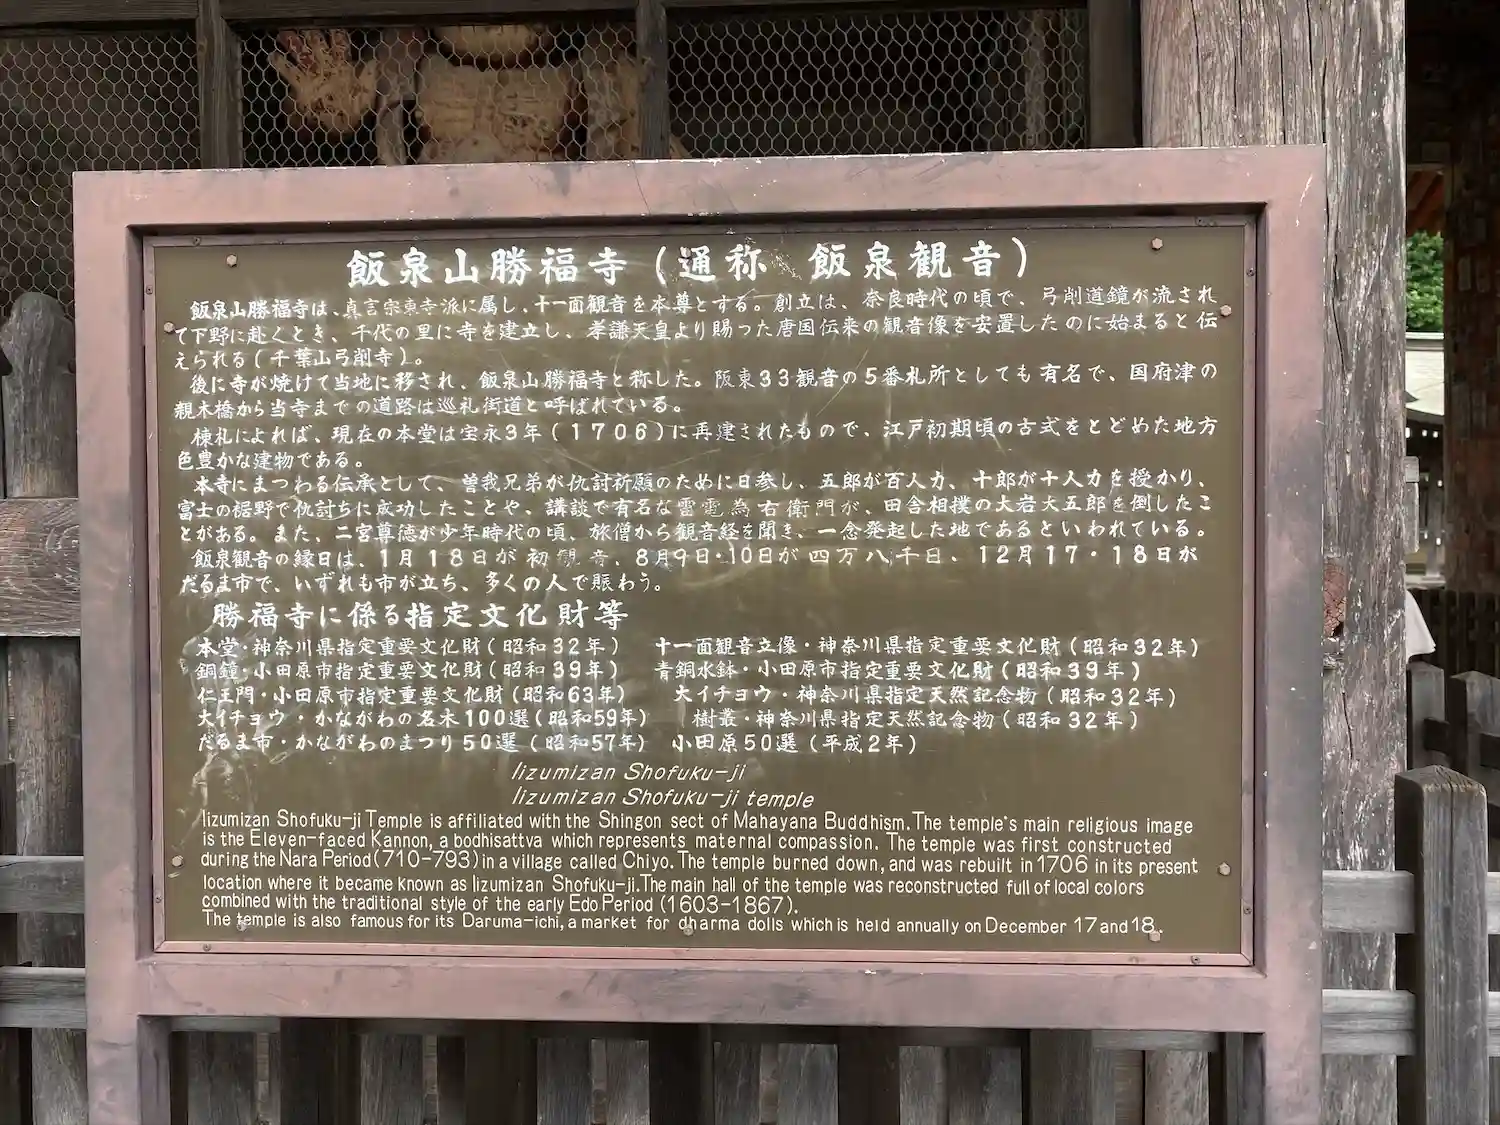 飯泉山勝福寺（通称　飯泉観音）
飯泉山勝福寺は、真言宗東寺派に属し、十一面観音を本尊とする。創立は、奈良時代の頃で、弓削道鏡が流され
て下野に赴くとき、千代の里に寺を建立し、孝謙天皇より賜った唐国伝来の観音像を安置したのに始まると伝
えられる（千葉山弓削寺）。
後に寺が焼けて当地に移され、飯泉山勝福寺と称した。阪東33観音の5番札所としても有名で、国府津の
親木橋から当寺までの道路は巡礼街道と呼ばれている。
棟札によれば、現在の本堂は宝永3年（1706）に再建されたもので、江戸初期頃の古式をとどめた地方
色豊かな建物である。
本寺にまつわる伝承として、曽我兄弟が仇討祈願のために日参し、五郎が百人力、十郎が十人力を授かり、
富士の裾野で仇討ちに成功したことや、講談で有名な雷電為右衛門が、田舎相撲の大岩大五郎を倒したこ
とがある。また、二宮尊徳が少年時代の頃、旅僧から観音経を聞き、一念発起した地であるといわれている。
飯泉観音の縁日は、1月18日が初観音、8月9日・10日が四万八千日、12月17・18日が
だるま市で、いずれも市が立ち、多くの人で賑わう。
勝福寺に係る指定文化財等
本堂・神奈川県指定重要文化財（昭和32年）　十一面観音立像・神奈川県指定重要文化財（昭和32年）
銅鐘・小田原市指定重要文化財（昭和39年）　青銅水鉢・小田原市指定重要文化財（昭和39年）
仁王門・小田原市指定重要文化財（昭和63年）　大イチョウ・神奈川県指定天然記念物（昭和32年）
大イチョウ・かながわの名木100選（昭和59年）　樹叢・神奈川県指定天然記念物（昭和32年）
だるま市・かながわのまつり50選（昭和57年）　小田原50選（平成2年）
Iizumizan Shofuku-ji
Iizumizan Shofuku-ji temple
Iizumizan Shofuku-ji Temple is affiliated with the Shingon sect of Mahayana Buddhism. The temple's main religious image
is the Eleven-faced Kannon, a bodhisattva which represents maternal compassion. The temple was first constructed
during the Nara Period (710-793) in a village called Chiyo. The temple burned down, and was rebuilt in 1706 in its present
location where it became known as Iizumizan Shofuku-ji. The main hall of the temple was reconstructed full of local colors
combined with the traditional style of the early Edo Period (1603-1867).
The temple is also famous for its Daruma-ichi, a market for dharma dolls which is held annually on December 17 and 18.